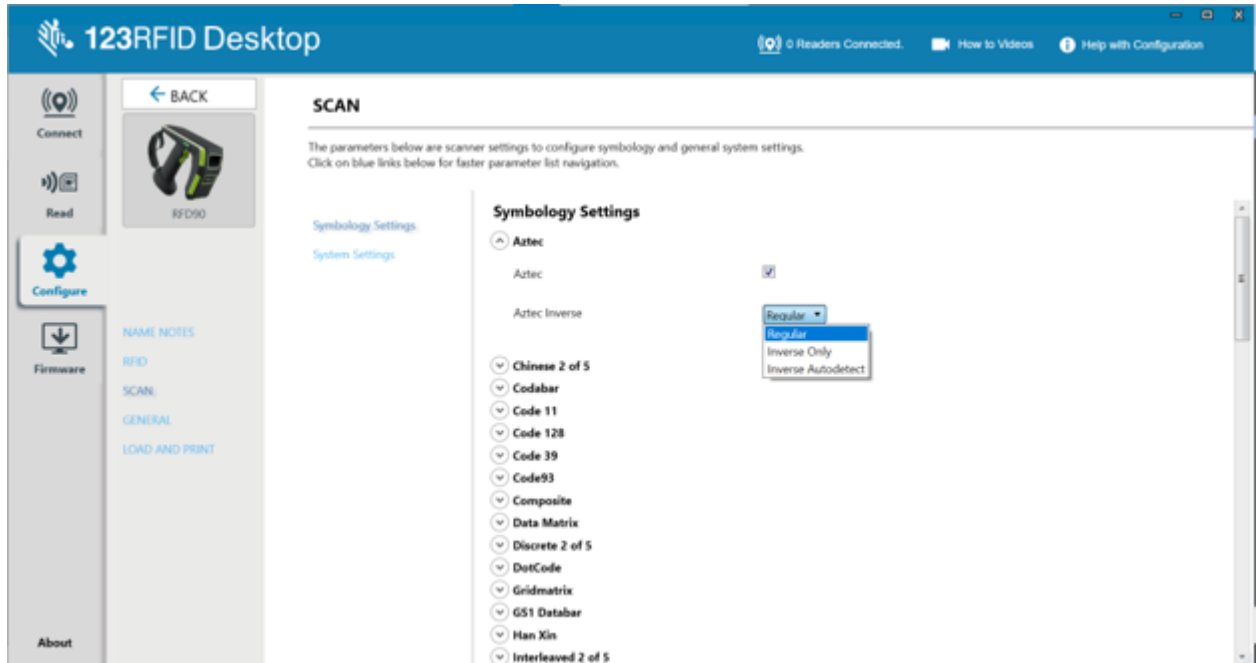 123RFID Desktop
0 Readers Connected.
How to Videos
Help with Configuration
Connect
Read
Configure
Firmware
About
BACK
RFD90
NAME NOTES
RFID
SCAN
GENERAL
LOAD AND PRINT
SCAN
The parameters below are scanner settings to configure symbology and general system settings.
Click on blue links below for faster parameter list navigation.
Symbology Settings
System Settings
Symbology Settings
Aztec
Aztec
Aztec Inverse
Regular
Regular
Inverse Only
Inverse Autodetect
Chinese 2 of 5
Codabar
Code 11
Code 128
Code 39
Code93
Composite
Data Matrix
Discrete 2 of 5
DotCode
Gridmatrix
GS1 Databar
Han Xin
Interleaved 2 of 5